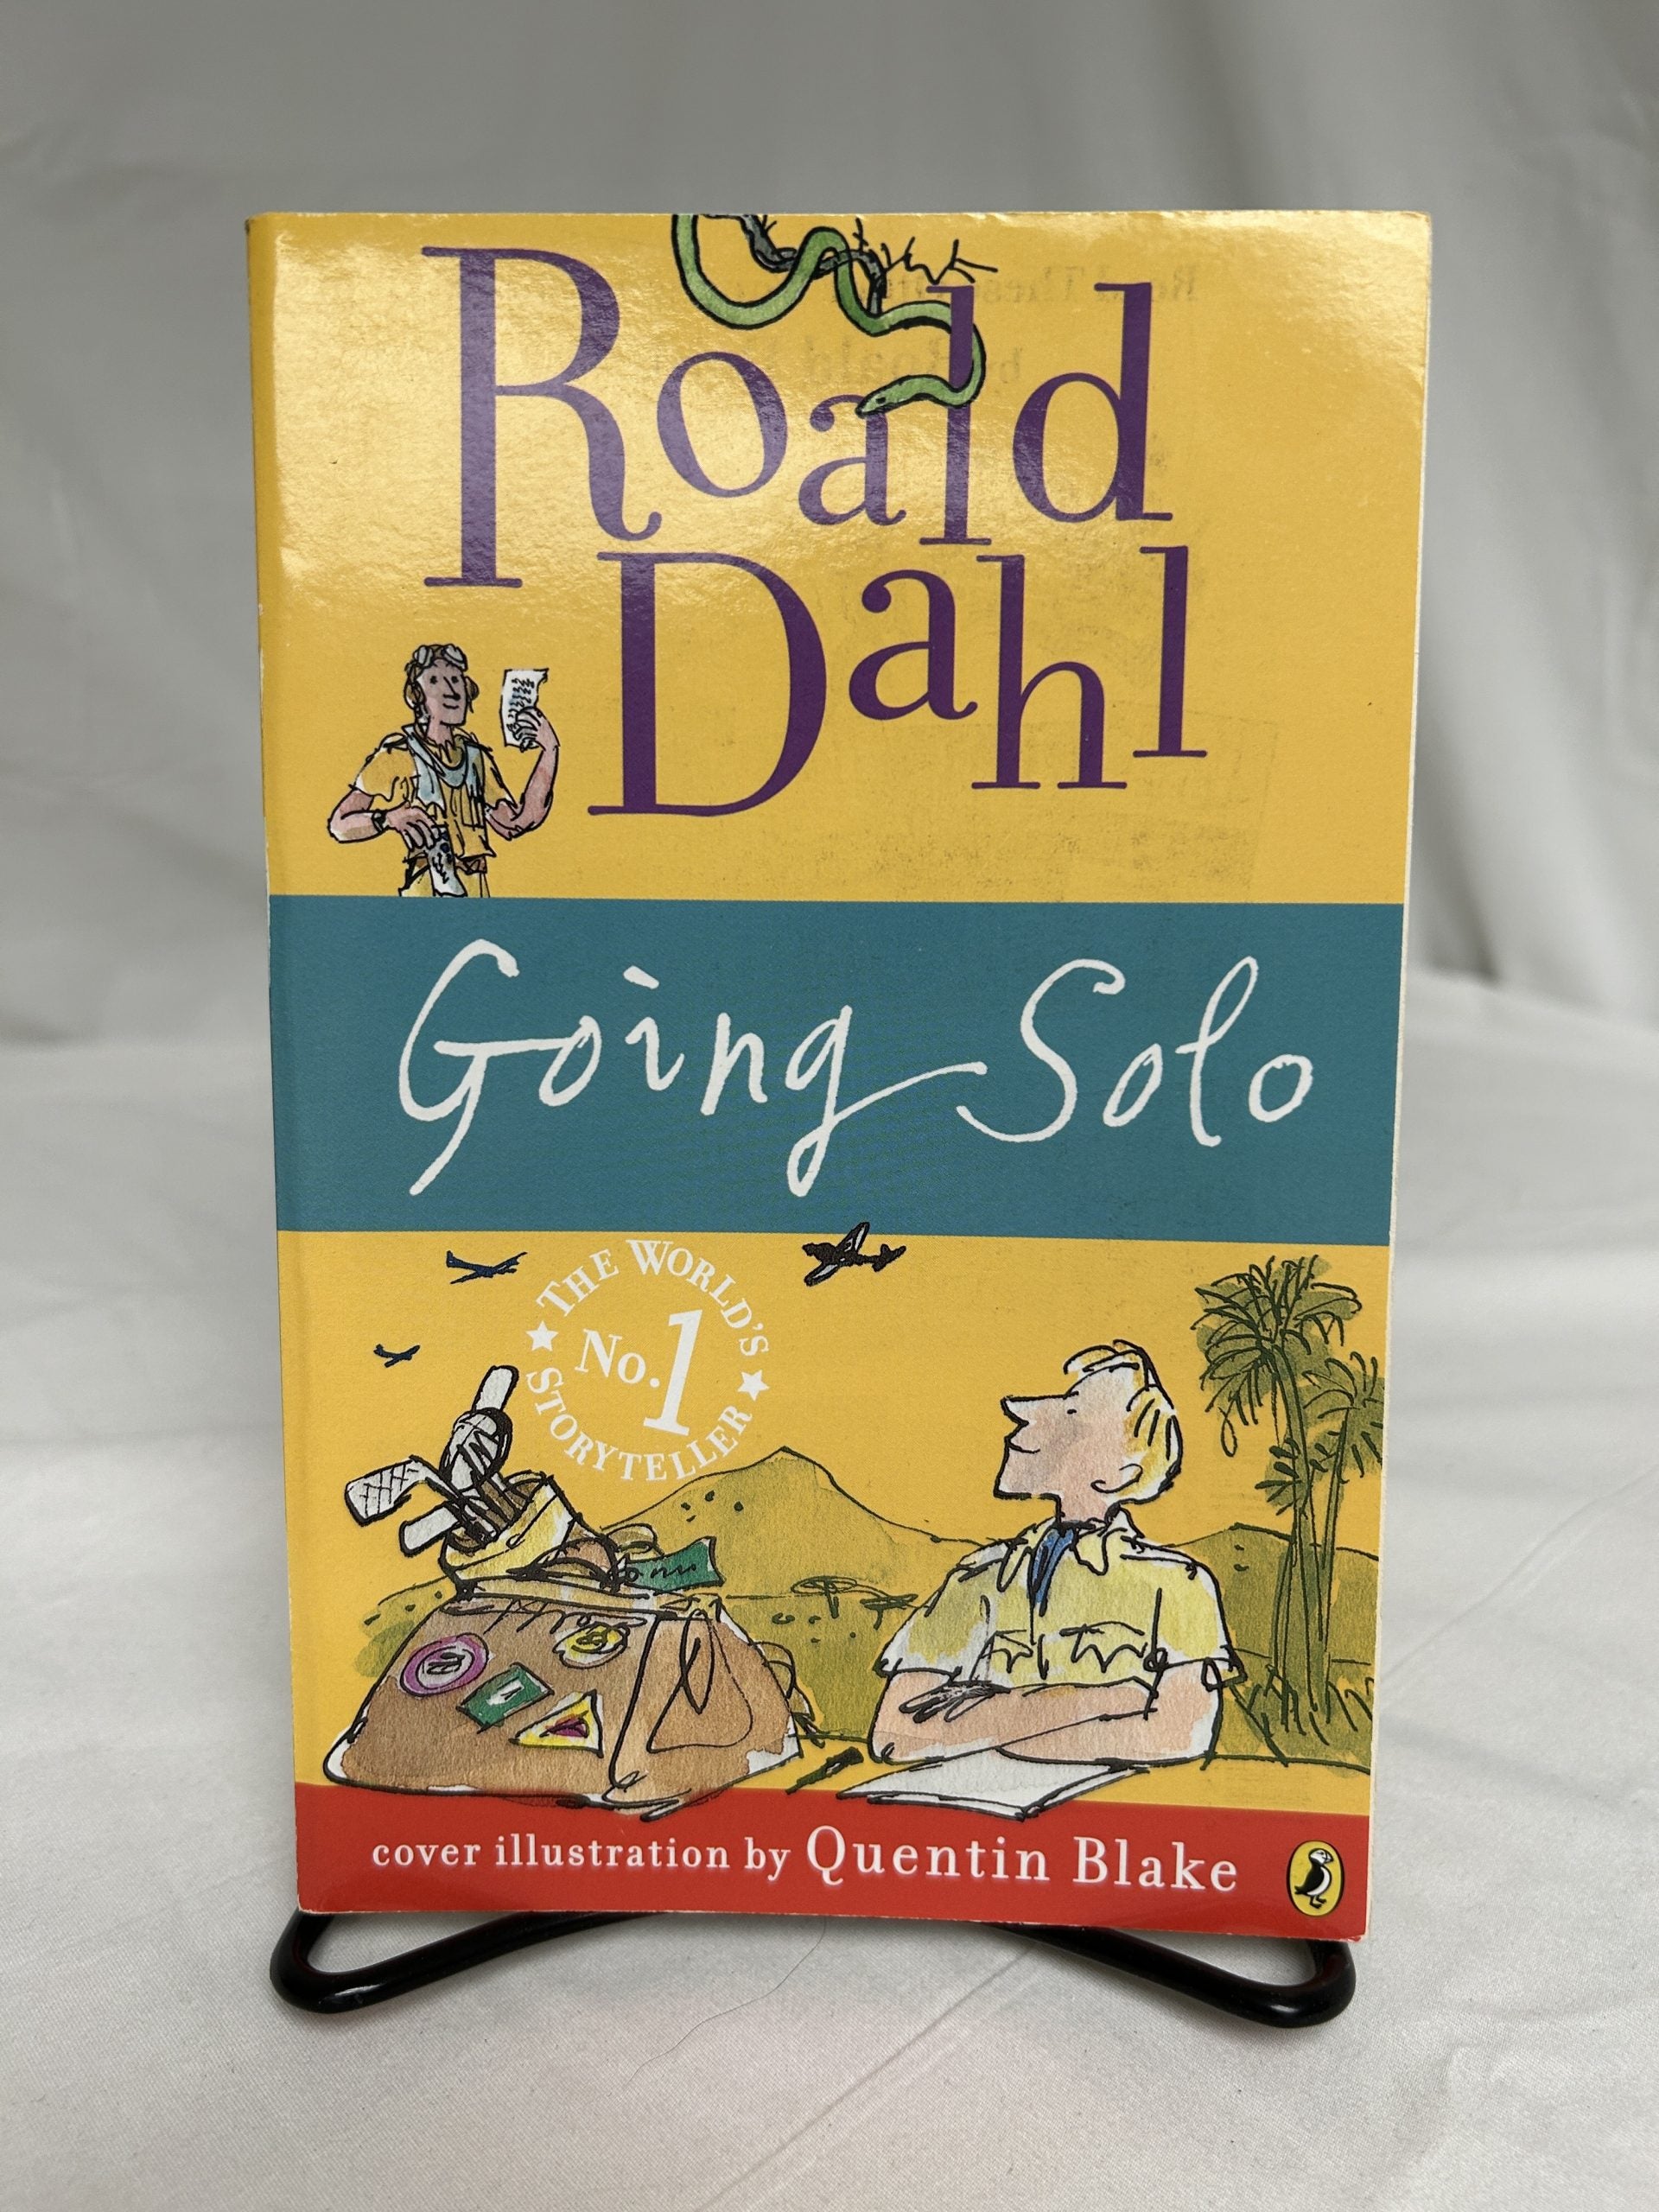 Roald
Dahl
Going Solo
THE WORLD'S
No. 1
STORYTELLER
cover illustration by Quentin Blake